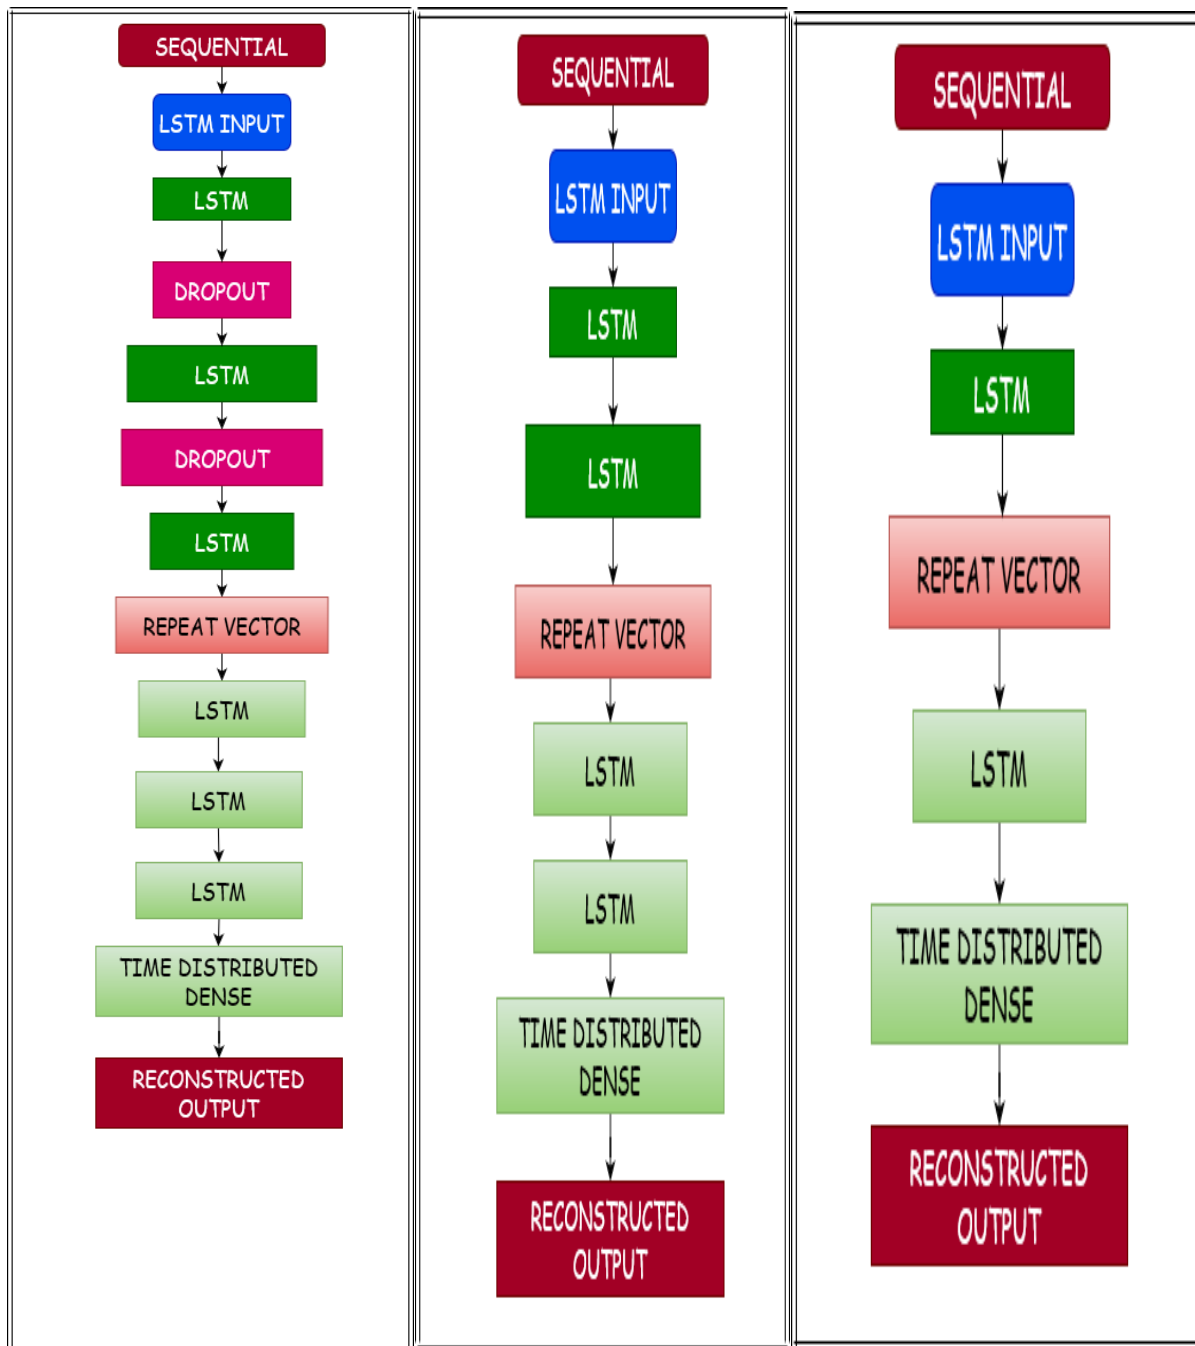 SEQUENTIAL
LSTM INPUT
LSTM
DROPOUT
LSTM
DROPOUT
LSTM
REPEAT VECTOR
LSTM
LSTM
LSTM
TIME DISTRIBUTED
DENSE
RECONSTRUCTED
OUTPUT
SEQUENTIAL
LSTM INPUT
LSTM
LSTM
REPEAT VECTOR
LSTM
LSTM
TIME DISTRIBUTED
DENSE
RECONSTRUCTED
OUTPUT
SEQUENTIAL
LSTM INPUT
LSTM
REPEAT VECTOR
LSTM
TIME DISTRIBUTED
DENSE
RECONSTRUCTED
OUTPUT